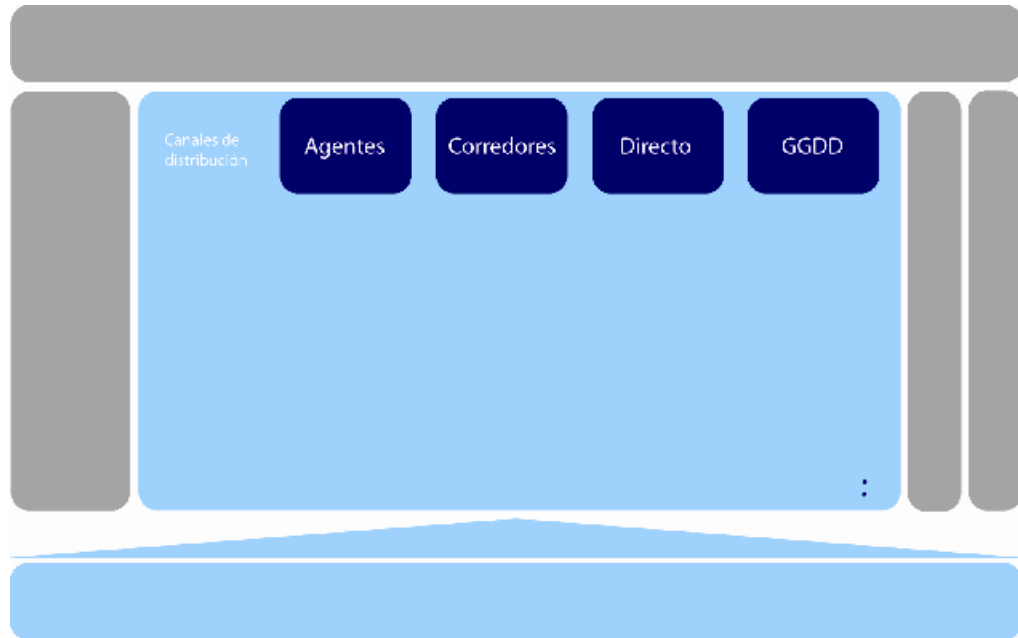 Canales de
distribución
Agentes
Corredores
Directo
GGDD
: